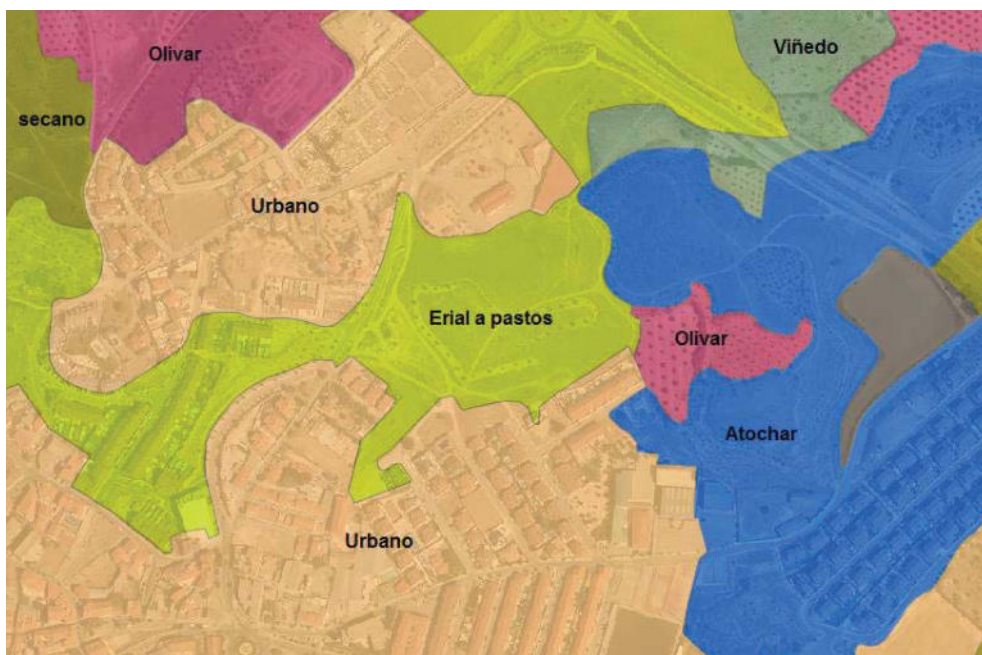 Olivar
Viñedo
secano
Urbano
Erial a pastos
Olivar
Atochar
Urbano